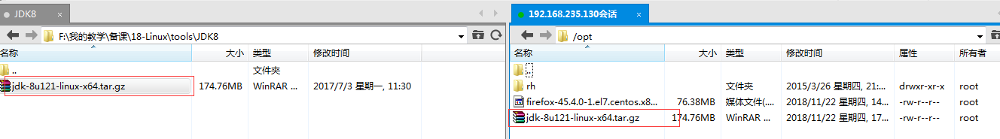 JDK8 ×
F:\我的教学\备课\18-Linux\tools\JDK8
名称 大小 类型 修改时间
.. 文件夹
jdk-8u121-linux-x64.tar.gz 174.76MB WinRAR ... 2017/7/3 星期一, 11:30
192.168.235.130会话 ×
/opt
名称 大小 类型 修改时间 属性 所有者
..
rh 文件夹 2015/3/26 星期四, 21:... drwxr-xr-x root
firefox-45.4.0-1.el7.centos.x8... 76.38MB 媒体文件(... 2018/11/22 星期四, 14... -rw-r--r-- root
jdk-8u121-linux-x64.tar.gz 174.76MB WinRAR ... 2018/11/22 星期四, 17... -rw-r--r-- root